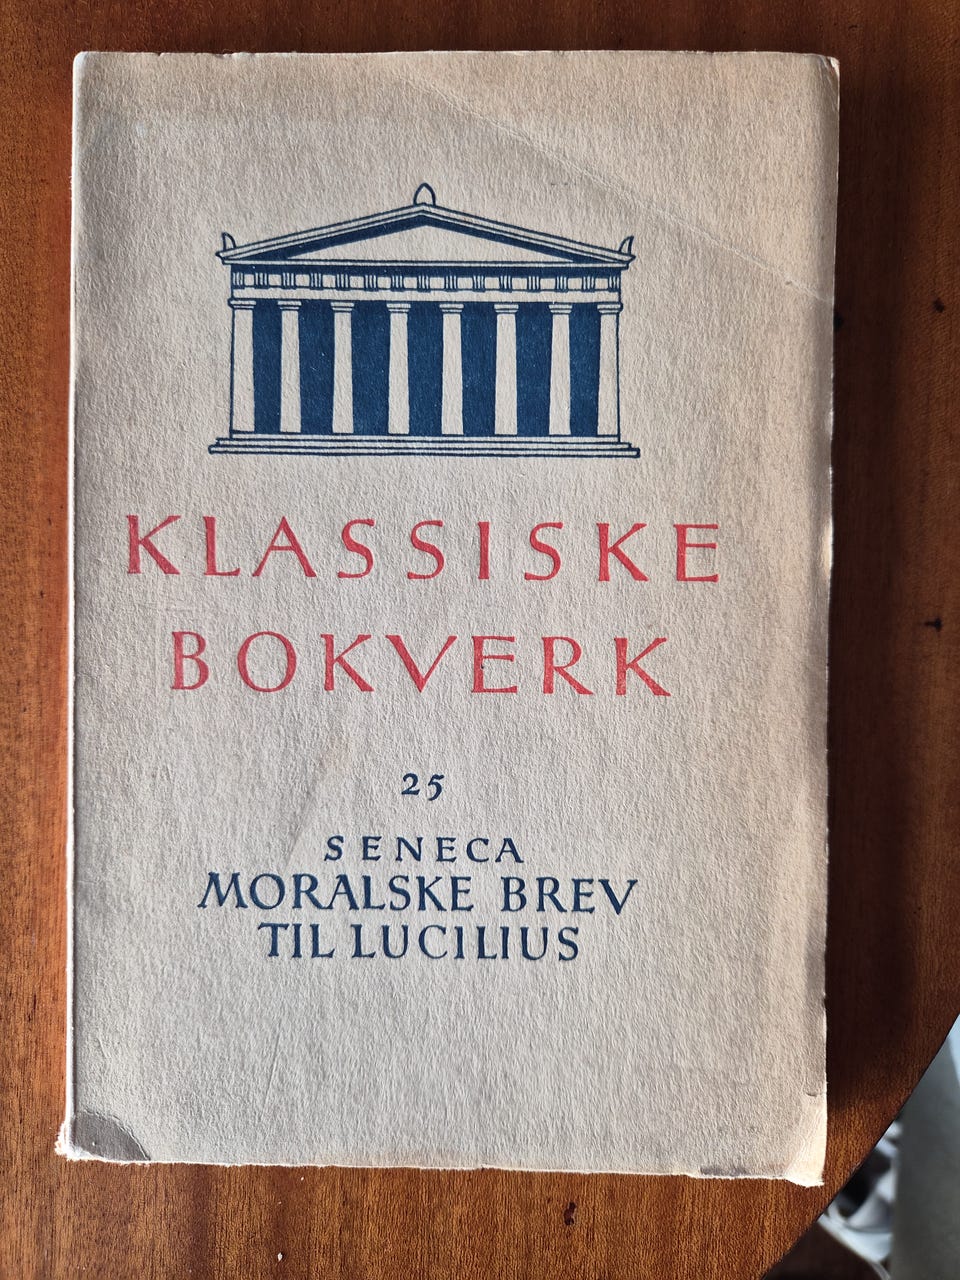 KLASSISKE
BOKVERK
25
SENECA
MORALSKE BREV
TIL LUCILIUS